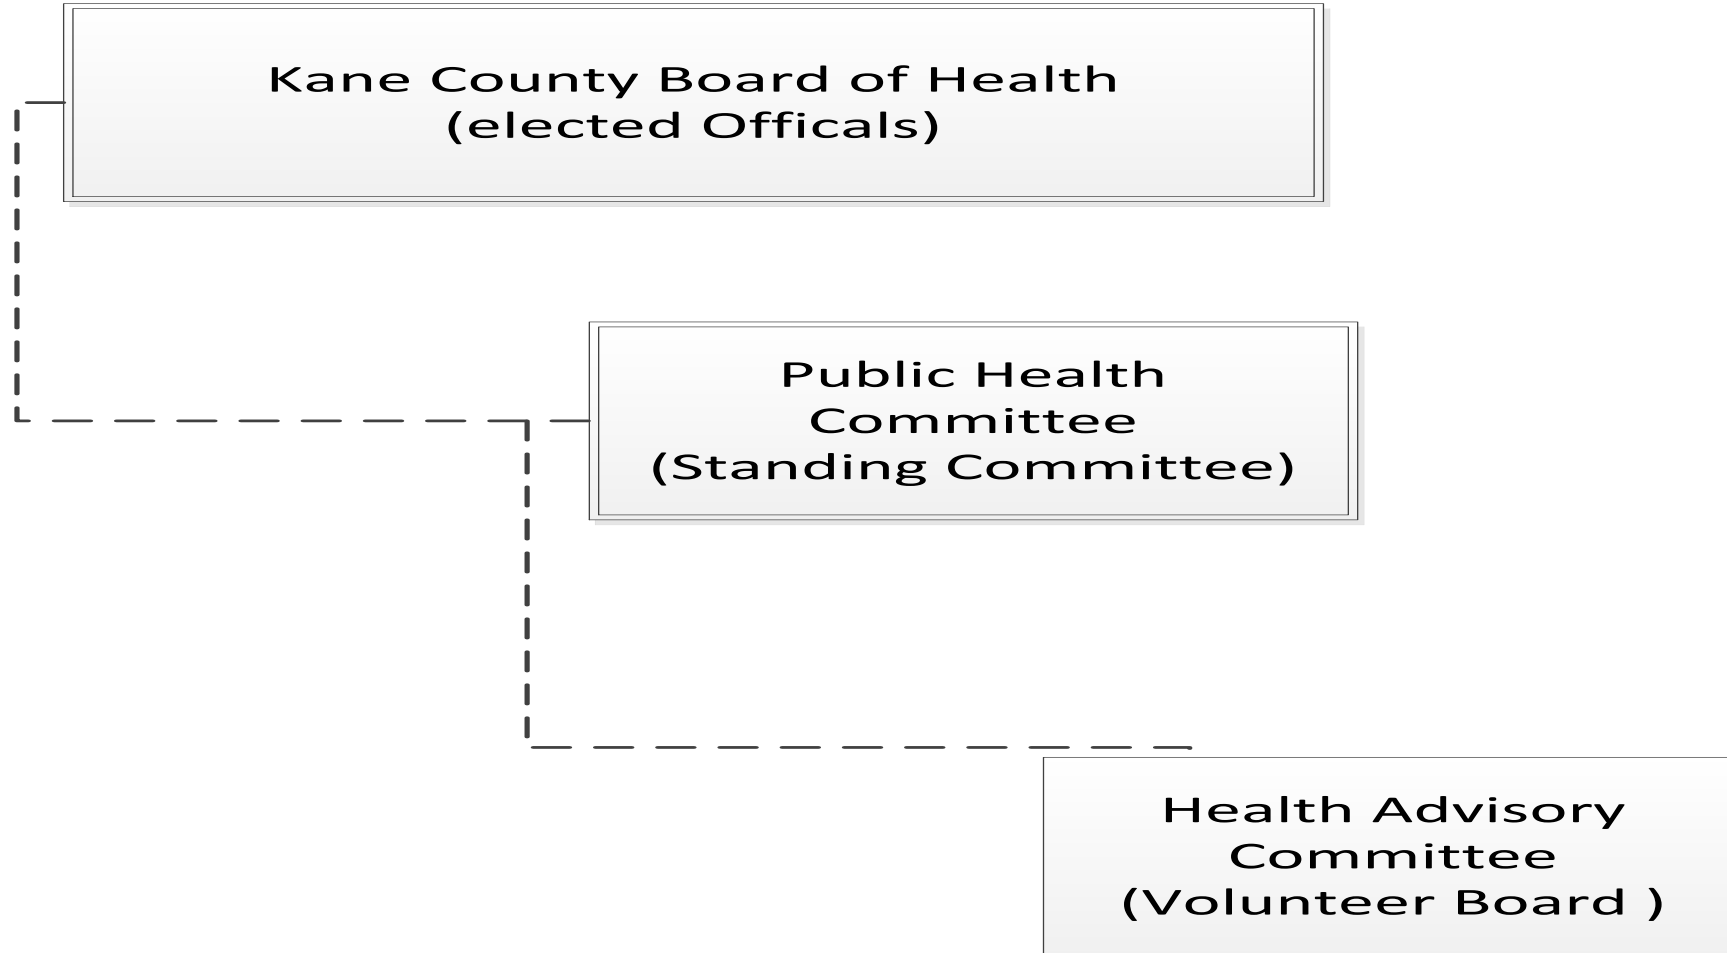 Kane County Board of Health
(elected Officals)
Public Health
Committee
(Standing Committee)
Health Advisory
Committee
(Volunteer Board )